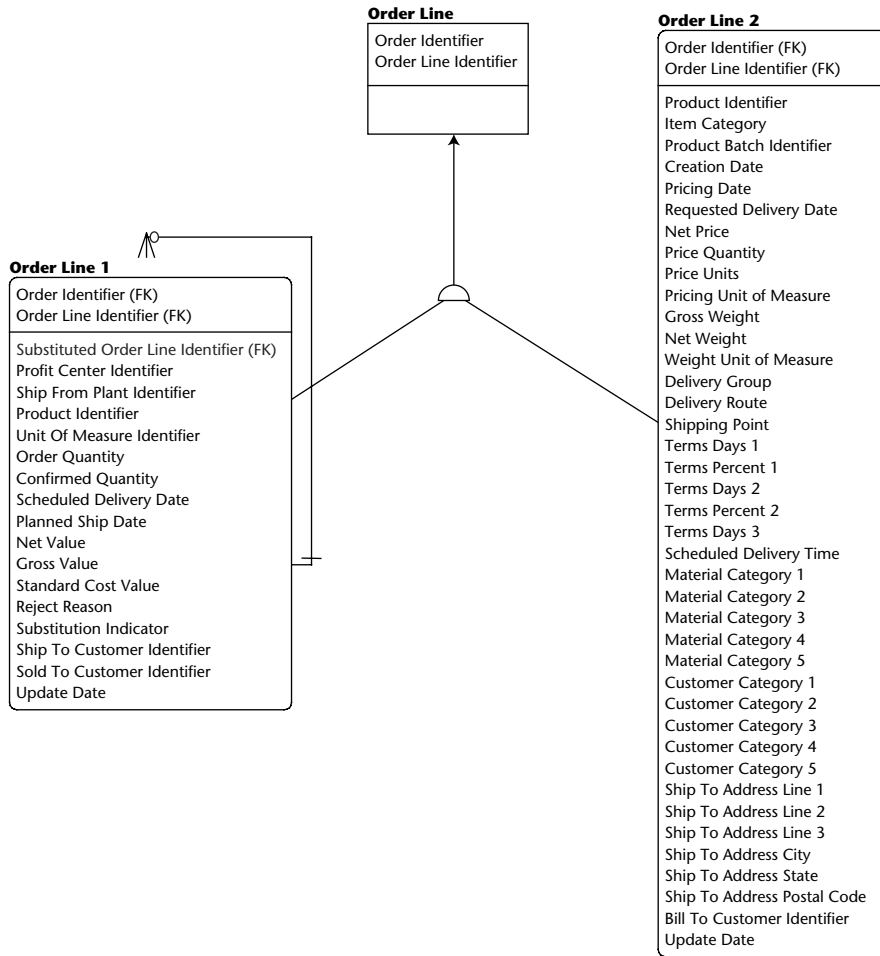 Order Line
Order Identifier
Order Line Identifier
Order Line 1
Order Identifier (FK)
Order Line Identifier (FK)
Substituted Order Line Identifier (FK)
Profit Center Identifier
Ship From Plant Identifier
Product Identifier
Unit Of Measure Identifier
Order Quantity
Confirmed Quantity
Scheduled Delivery Date
Planned Ship Date
Net Value
Gross Value
Standard Cost Value
Reject Reason
Substitution Indicator
Ship To Customer Identifier
Sold To Customer Identifier
Update Date
Order Line 2
Order Identifier (FK)
Order Line Identifier (FK)
Product Identifier
Item Category
Product Batch Identifier
Creation Date
Pricing Date
Requested Delivery Date
Net Price
Price Quantity
Price Units
Pricing Unit of Measure
Gross Weight
Net Weight
Weight Unit of Measure
Delivery Group
Delivery Route
Shipping Point
Terms Days 1
Terms Percent 1
Terms Days 2
Terms Percent 2
Terms Days 3
Scheduled Delivery Time
Material Category 1
Material Category 2
Material Category 3
Material Category 4
Material Category 5
Customer Category 1
Customer Category 2
Customer Category 3
Customer Category 4
Customer Category 5
Ship To Address Line 1
Ship To Address Line 2
Ship To Address Line 3
Ship To Address City
Ship To Address State
Ship To Address Postal Code
Bill To Customer Identifier
Update Date